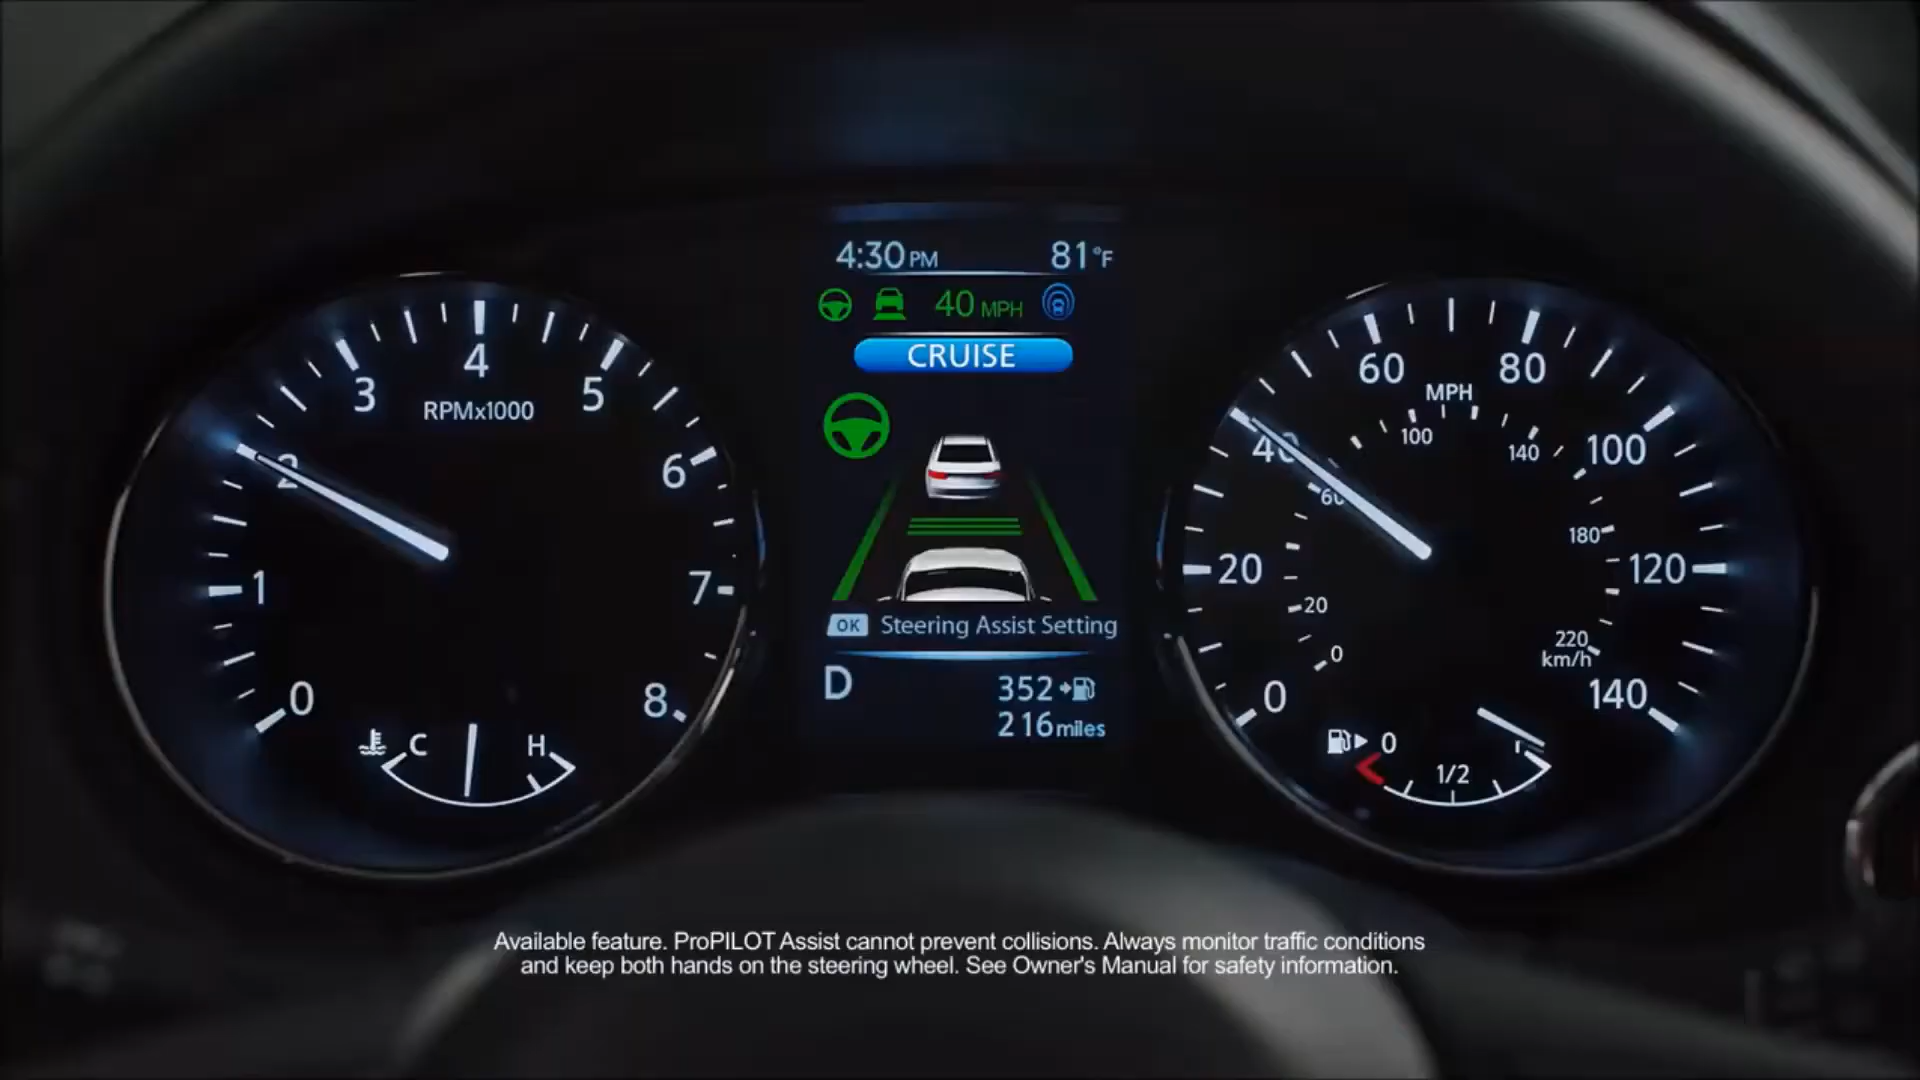 4:30 PM 81°F
40 MPH
CRUISE
OK Steering Assist Setting
D 352
216 miles
0
1
2
3
4
5
6
7
8
RPMx1000
C H
0
20
40
60
80
100
120
140
MPH
0
20
60
100
140
180
220
km/h
0 1/2
Available feature. ProPILOT Assist cannot prevent collisions. Always monitor traffic conditions
and keep both hands on the steering wheel. See Owner's Manual for safety information.